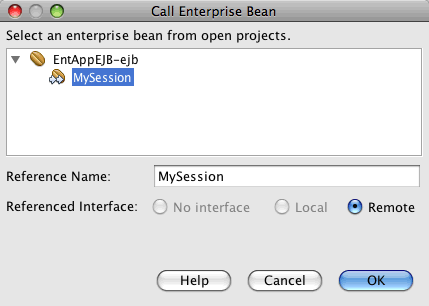 Call Enterprise Bean
Select an enterprise bean from open projects.
EntAppEJB-ejb
MySession
Reference Name: MySession
Referenced Interface: No interface Local Remote
Help Cancel OK